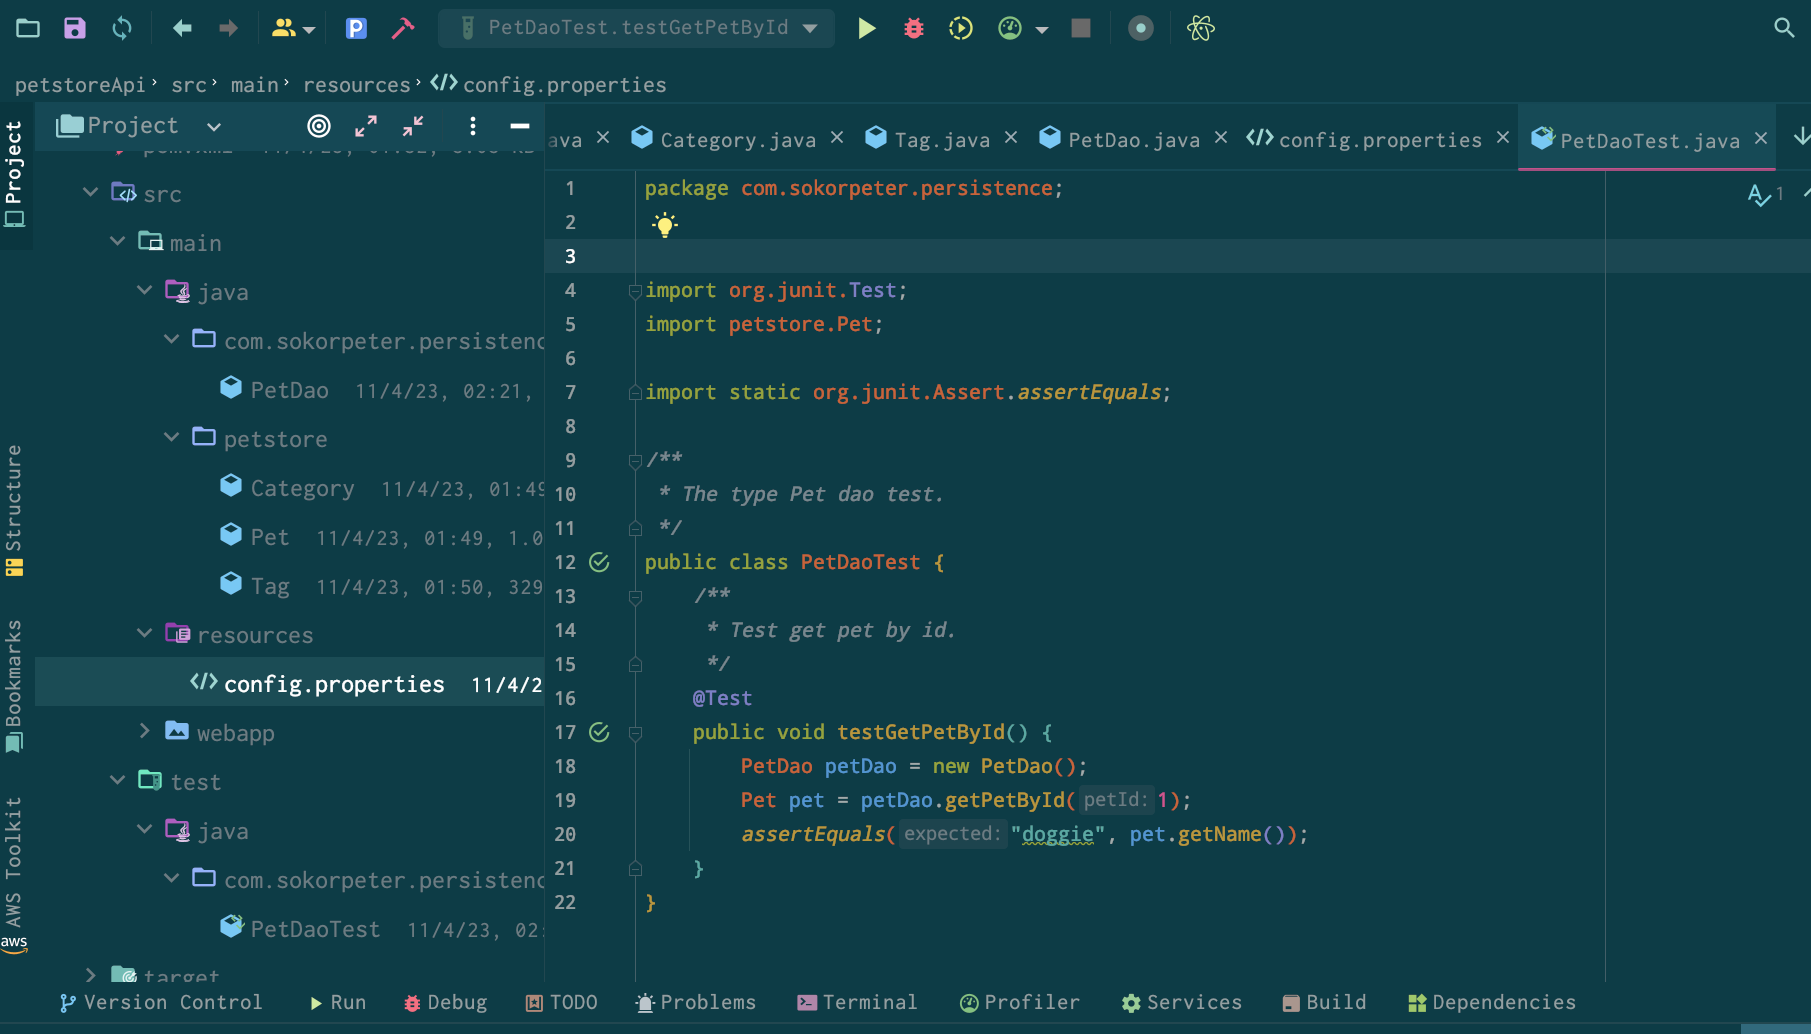 PetDaoTest.testGetPetById
petstoreApi › src › main › resources › </> config.properties
Project
Structure
Bookmarks
AWS Toolkit
aws
Project
src
main
java
com.sokorpeter.persistenc
PetDao 11/4/23, 02:21,
petstore
Category 11/4/23, 01:49
Pet 11/4/23, 01:49, 1.0
Tag 11/4/23, 01:50, 329
resources
</> config.properties 11/4/2
webapp
test
java
com.sokorpeter.persistenc
PetDaoTest 11/4/23, 02:
target
ava × Category.java × Tag.java × PetDao.java × </> config.properties × PetDaoTest.java ×
1
1 package com.sokorpeter.persistence;
2
3
4 import org.junit.Test;
5 import petstore.Pet;
6
7 import static org.junit.Assert.assertEquals;
8
9 /**
10 * The type Pet dao test.
11 */
12 public class PetDaoTest {
13 /**
14 * Test get pet by id.
15 */
16 @Test
17 public void testGetPetById() {
18 PetDao petDao = new PetDao();
19 Pet pet = petDao.getPetById( petId: 1);
20 assertEquals( expected: "doggie", pet.getName());
21 }
22 }
Version Control Run Debug TODO Problems Terminal Profiler Services Build Dependencies